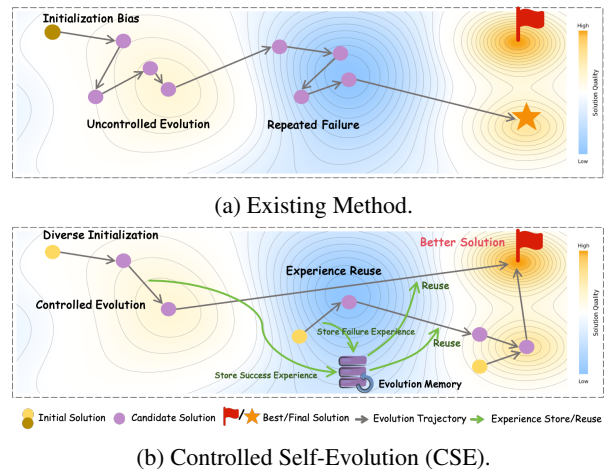 Initialization Bias
Uncontrolled Evolution
Repeated Failure
High
Solution Quality
Low
(a) Existing Method.
Diverse Initialization
Better Solution
Experience Reuse
Controlled Evolution
Reuse
Store Failure Experience
Reuse
Store Success Experience
Evolution Memory
High
Solution Quality
Low
Initial Solution
Candidate Solution
/
Best/Final Solution
Evolution Trajectory
Experience Store/Reuse
(b) Controlled Self-Evolution (CSE).